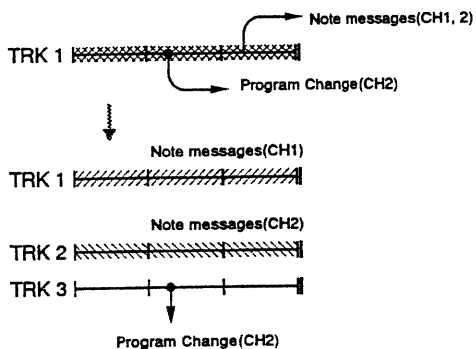 Note messages(CH1, 2)
TRK 1
Program Change(CH2)
Note messages(CH1)
TRK 1
Note messages(CH2)
TRK 2
TRK 3
Program Change(CH2)